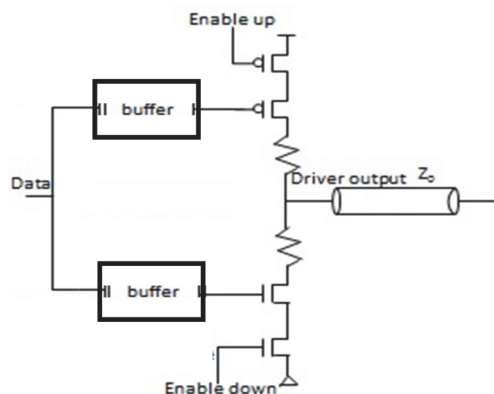 Enable up
buffer
Data
Driver output Z₀
buffer
Enable down